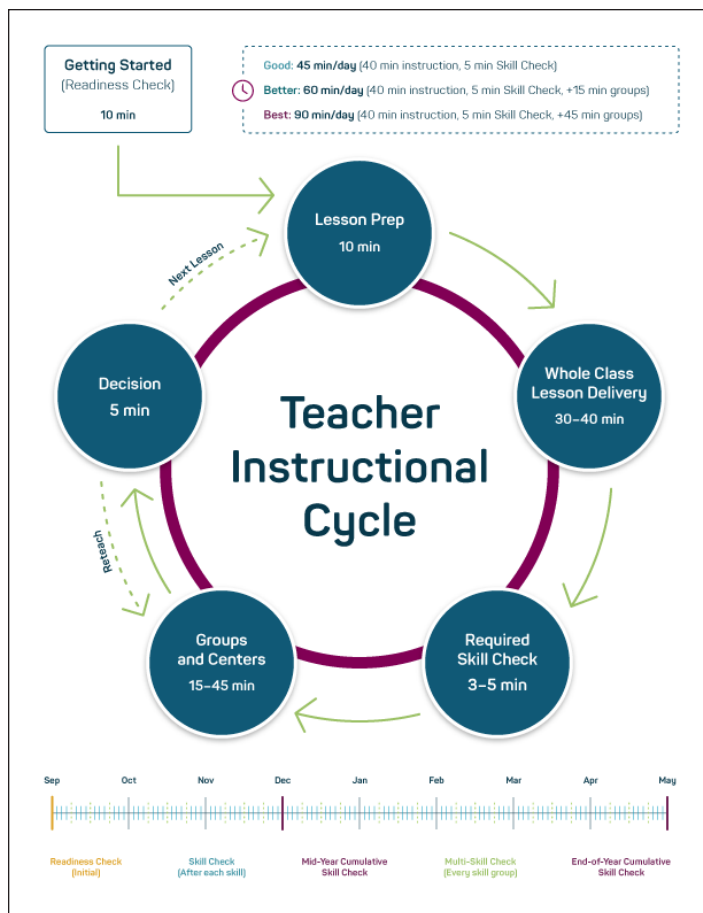 Getting Started
(Readiness Check)
10 min
Good: 45 min/day (40 min instruction, 5 min Skill Check)
Better: 60 min/day (40 min instruction, 5 min Skill Check, +15 min groups)
Best: 90 min/day (40 min instruction, 5 min Skill Check, +45 min groups)
Lesson Prep
10 min
Next Lesson
Whole Class
Lesson Delivery
30–40 min
Decision
5 min
Teacher
Instructional
Cycle
Reteach
Required
Skill Check
3–5 min
Groups
and Centers
15–45 min
Sep Oct Nov Dec Jan Feb Mar Apr May
Readiness Check
(Initial)
Skill Check
(After each skill)
Mid-Year Cumulative
Skill Check
Multi-Skill Check
(Every skill group)
End-of-Year Cumulative
Skill Check